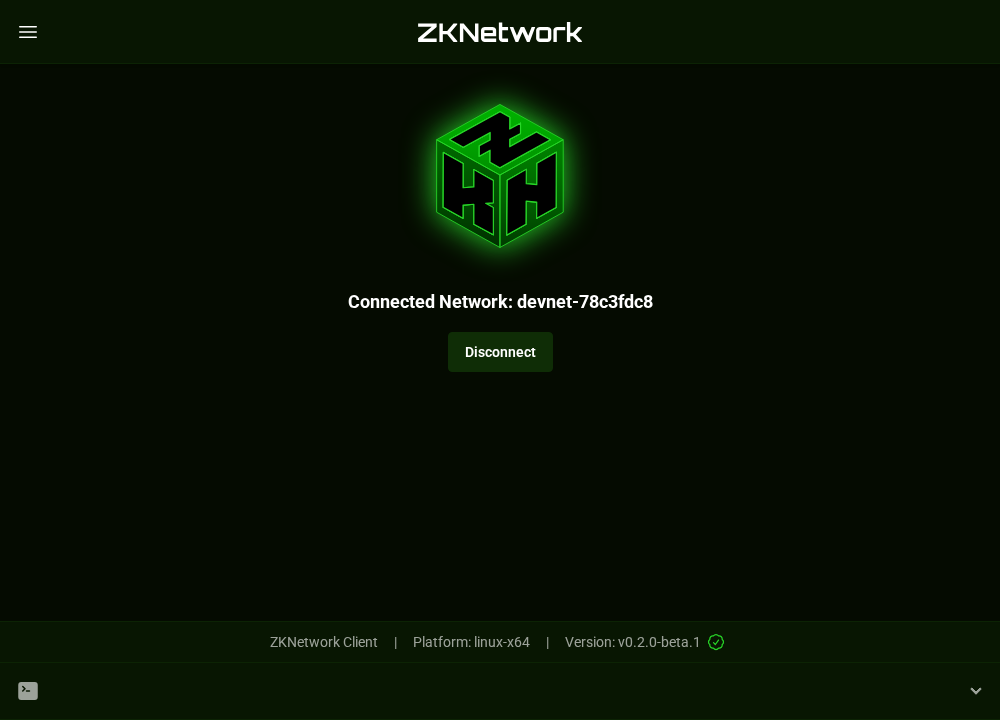 ZKNetwork
Z
K H
Connected Network: devnet-78c3fdc8
Disconnect
ZKNetwork Client | Platform: linux-x64 | Version: v0.2.0-beta.1